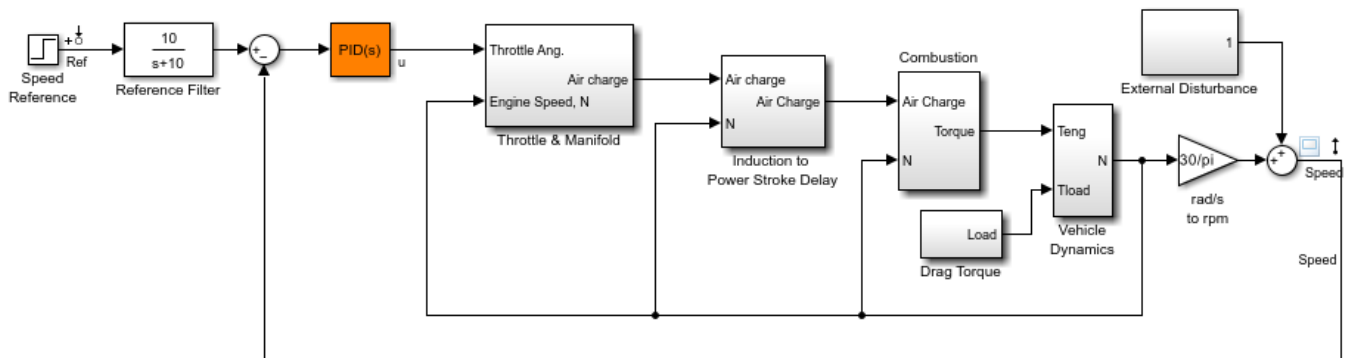 Ref
Speed
Reference
10
s+10
Reference Filter
+
−
PID(s)
u
Throttle Ang.
Air charge
Engine Speed, N
Throttle & Manifold
Air charge
Air Charge
N
Induction to
Power Stroke Delay
Combustion
Air Charge
Torque
N
Load
Drag Torque
Teng
N
Tload
Vehicle
Dynamics
1
External Disturbance
30/pi
rad/s
to rpm
+
+
Speed
Speed